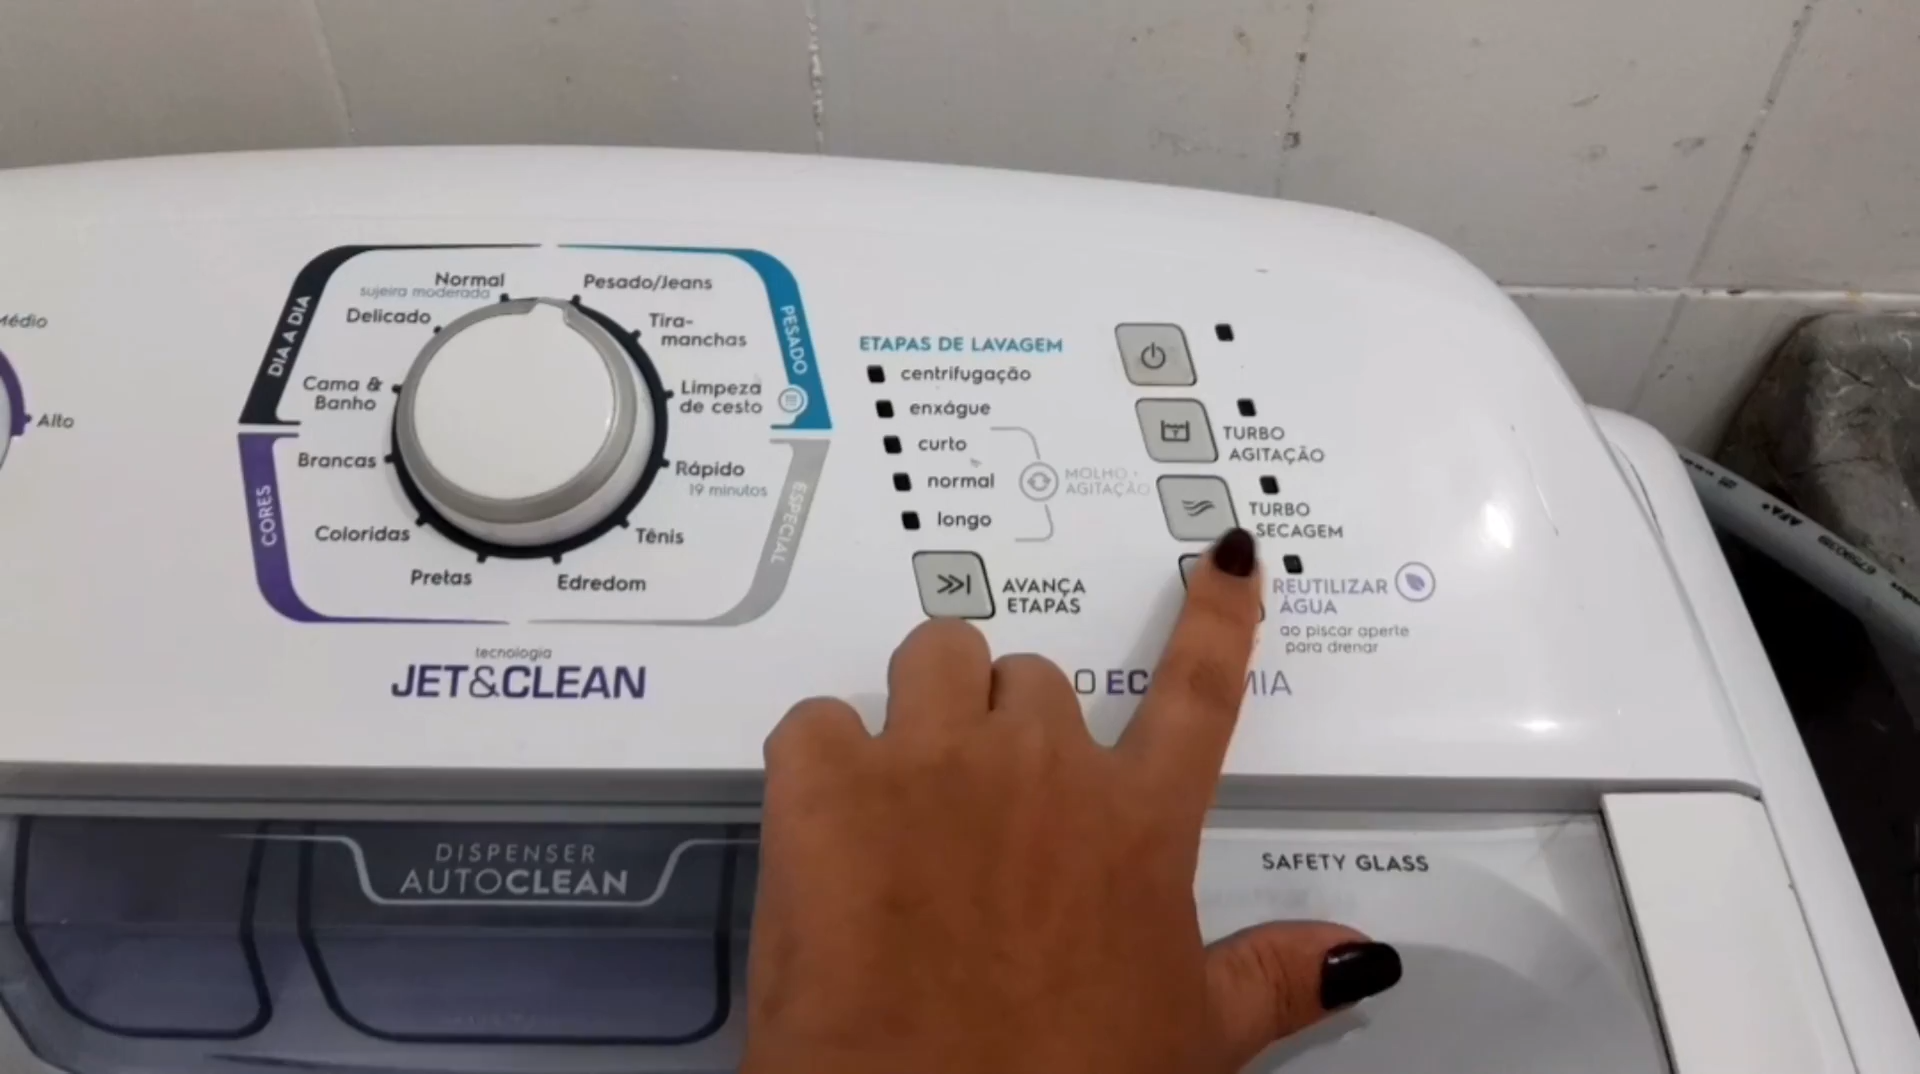 Médio
Alto
DIA A DIA
Normal
sujeira moderada
Delicado
Cama &
Banho
CORES
Brancas
Coloridas
Pretas
PESADO
Pesado/Jeans
Tira-
manchas
Limpeza
de cesto
ESPECIAL
Rápido
19 minutos
Tênis
Edredom
tecnologia
JET&CLEAN
ETAPAS DE LAVAGEM
centrifugação
enxágue
curto
normal
longo
MOLHO +
AGITAÇÃO
AVANÇA
ETAPAS
TURBO
AGITAÇÃO
TURBO
SECAGEM
REUTILIZAR
ÁGUA
ao piscar aperte
para drenar
DISPENSER
AUTOCLEAN
SAFETY GLASS